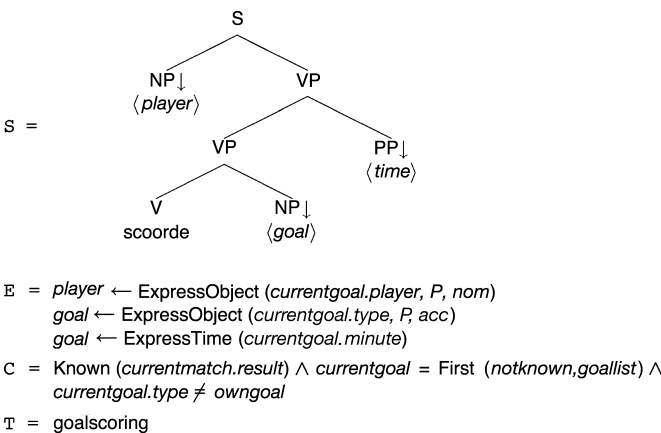 S
NP↓ VP
⟨player⟩
S =
VP PP↓
⟨time⟩
V NP↓
scoorde ⟨goal⟩
E = player ← ExpressObject (currentgoal.player, P, nom)
goal ← ExpressObject (currentgoal.type, P, acc)
goal ← ExpressTime (currentgoal.minute)
C = Known (currentmatch.result) ∧ currentgoal = First (notknown,goallist) ∧
currentgoal.type ≠ owngoal
T = goalscoring